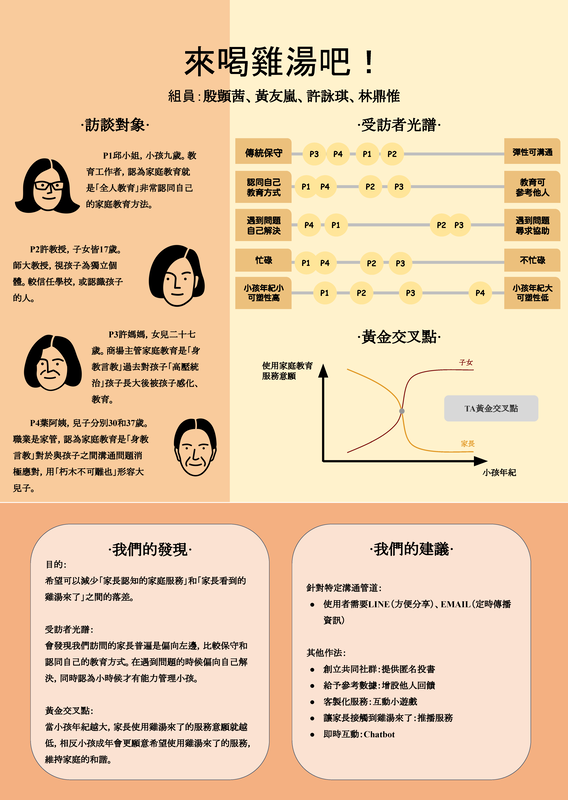 來喝雞湯吧！
組員：殷顗茜、黃友嵐、許詠琪、林鼎惟
·訪談對象·
P1邱小姐，小孩九歲。教
育工作者，認為家庭教育就
是「全人教育」非常認同自己
的家庭教育方法。
P2許教授，子女皆17歲。
師大教授，視孩子為獨立個
體。較信任學校，或認識孩子
的人。
P3許媽媽，女兒二十七
歲。商場主管家庭教育是「身
教言教」過去對孩子「高壓統
治」孩子長大後被孩子感化、
教育。
P4葉阿姨，兒子分別30和37歲。
職業是家管，認為家庭教育是「身教
言教」對於與孩子之間溝通問題消
極應對，用「朽木不可雕也」形容大
兒子。
·受訪者光譜·
傳統保守 P3 P4 P1 P2 彈性可溝通
認同自己
教育方式
P1 P4 P2 P3
教育可
參考他人
遇到問題
自己解決
P4 P1 P2 P3
遇到問題
尋求協助
忙碌 P1 P4 P2 P3 不忙碌
小孩年紀小
可塑性高
P1 P2 P3 P4
小孩年紀大
可塑性低
·黃金交叉點·
使用家庭教育
服務意願
子女
TA黃金交叉點
家長
小孩年紀
·我們的發現·
目的：
希望可以減少「家長認知的家庭服務」和「家長看到的
雞湯來了」之間的落差。
受訪者光譜：
會發現我們訪問的家長普遍是偏向左邊，比較保守和
認同自己的教育方式。在遇到問題的時候偏向自己解
決，同時認為小時候才有能力管理小孩。
黃金交叉點：
當小孩年紀越大，家長使用雞湯來了的服務意願就越
低，相反小孩成年會更願意希望使用雞湯來了的服務，
維持家庭的和諧。
·我們的建議·
針對特定溝通管道：
● 使用者需要LINE（方便分享）、EMAIL（定時傳播
資訊）
其他作法：
● 創立共同社群：提供匿名投書
● 給予參考數據：增設他人回饋
● 客製化服務：互動小遊戲
● 讓家長接觸到雞湯來了：推播服務
● 即時互動：Chatbot